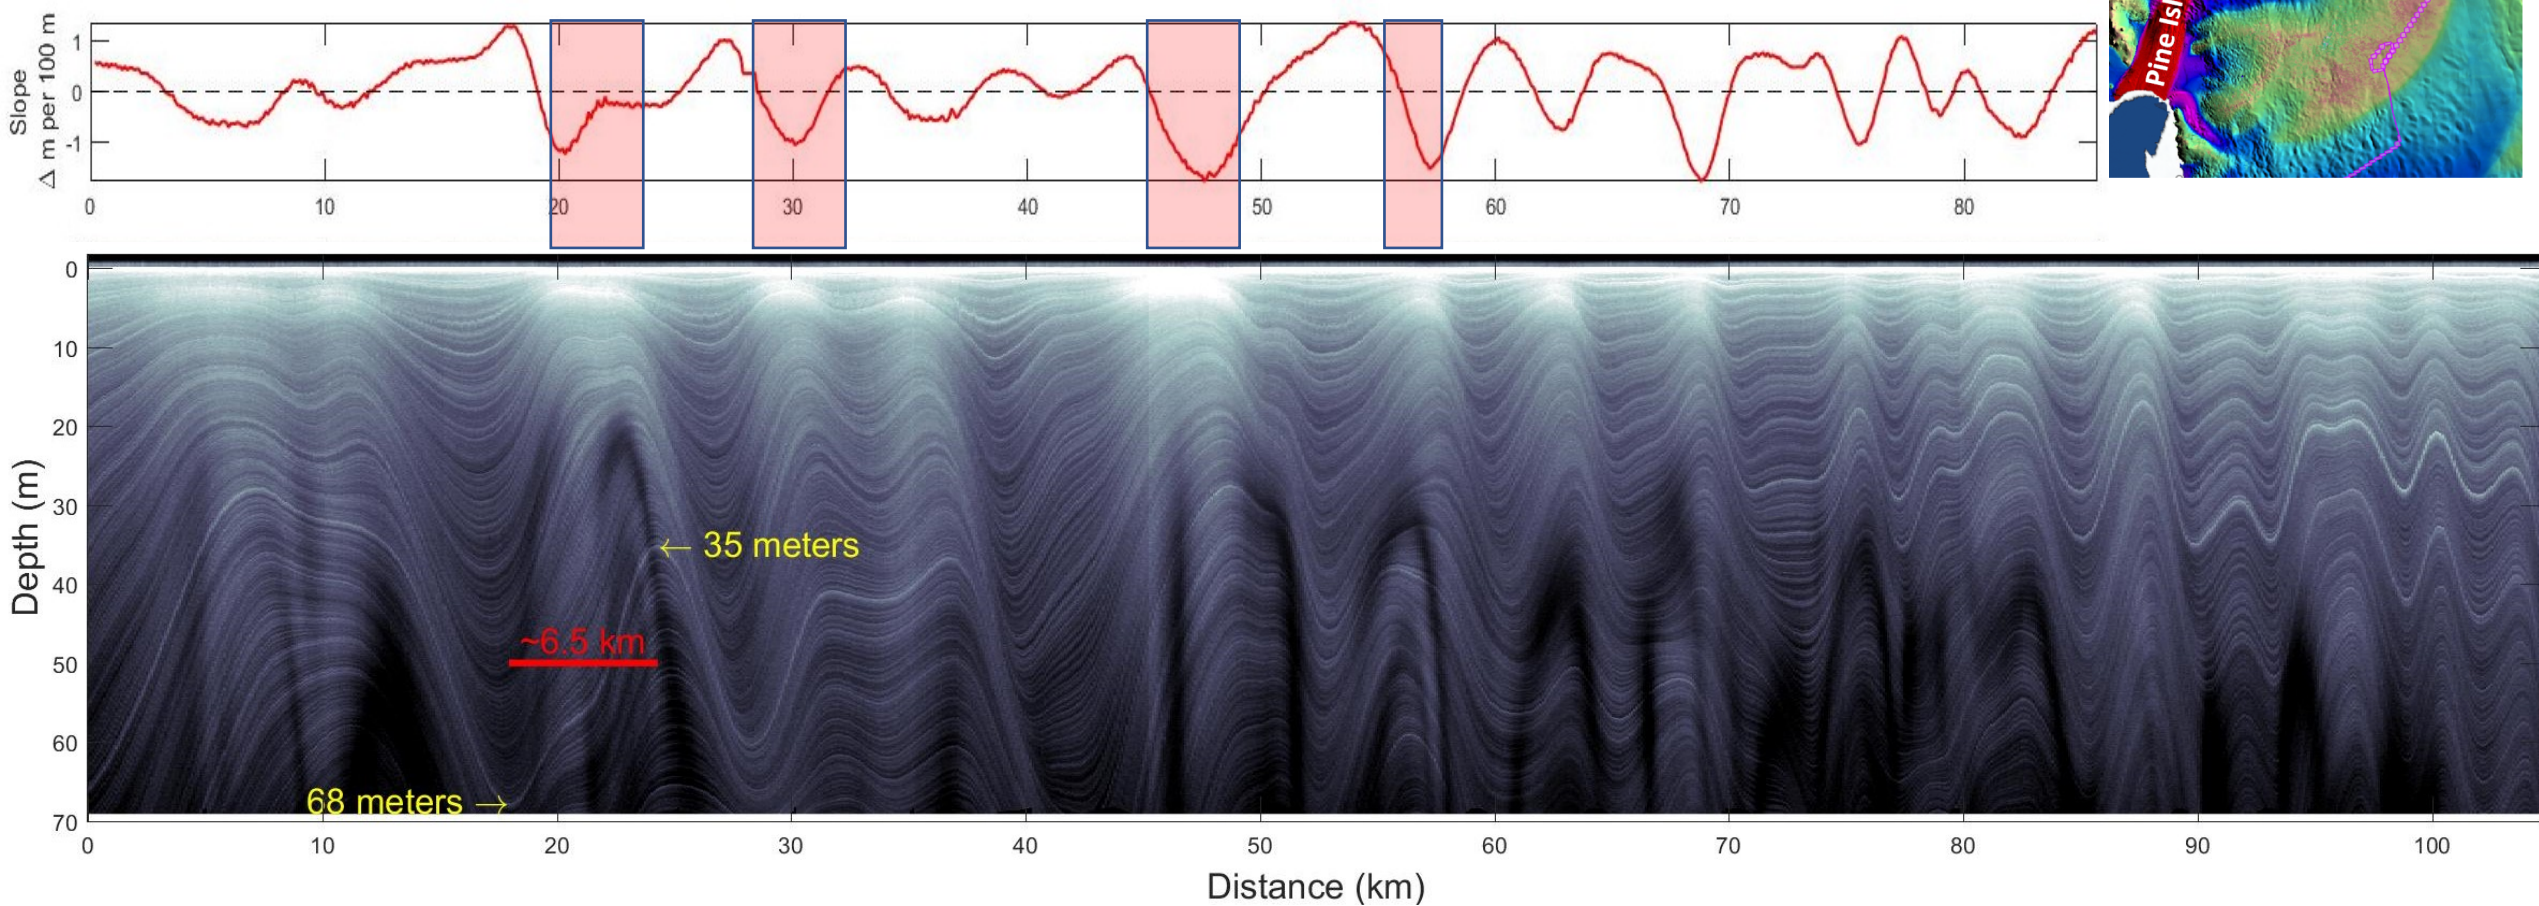 Slope
Δ m per 100 m
1
0
-1
0 10 20 30 40 50 60 70 80
Pine Isl
0
10
20
30
40
50
60
70
Depth (m)
← 35 meters
~6.5 km
68 meters →
0 10 20 30 40 50 60 70 80 90 100
Distance (km)